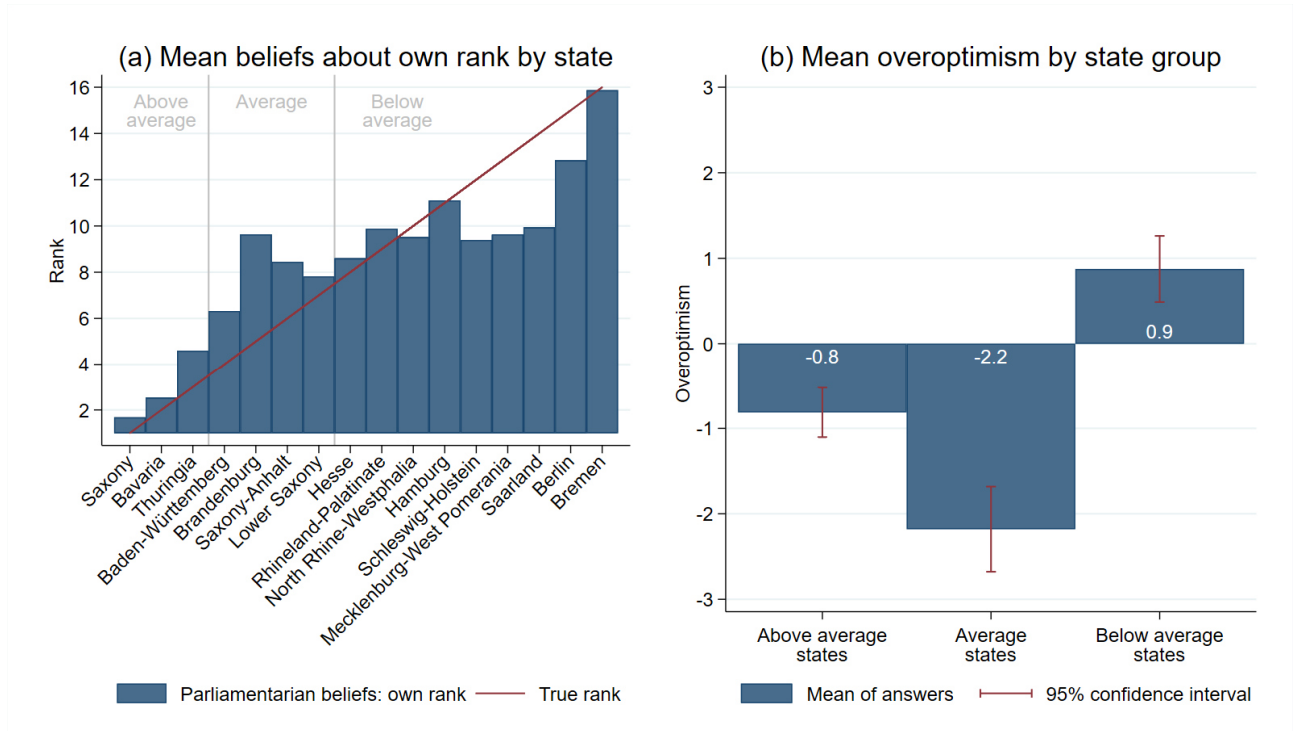 (a) Mean beliefs about own rank by state
Above
average
Average
Below
average
16
14
12
10
8
6
4
2
Rank
Saxony
Bavaria
Thuringia
Baden-Württemberg
Brandenburg
Saxony-Anhalt
Lower Saxony
Hesse
Rhineland-Palatinate
North Rhine-Westphalia
Hamburg
Schleswig-Holstein
Mecklenburg-West Pomerania
Saarland
Berlin
Bremen
Parliamentarian beliefs: own rank
True rank
(b) Mean overoptimism by state group
3
2
1
0
-1
-2
-3
Overoptimism
-0.8
-2.2
0.9
Above average
states
Average
states
Below average
states
Mean of answers
95% confidence interval